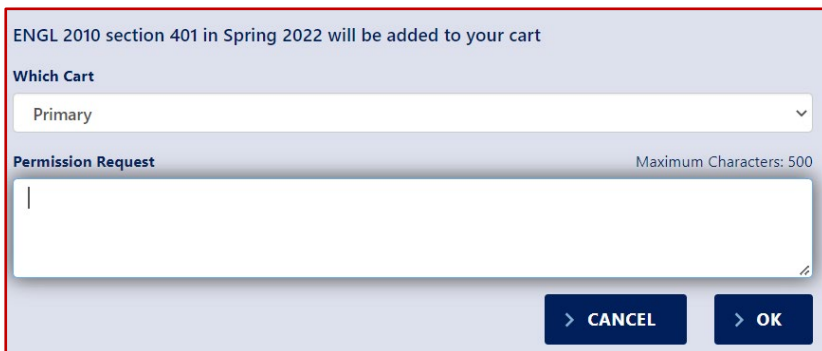 ENGL 2010 section 401 in Spring 2022 will be added to your cart
Which Cart
Primary
Permission Request Maximum Characters: 500
> CANCEL > OK